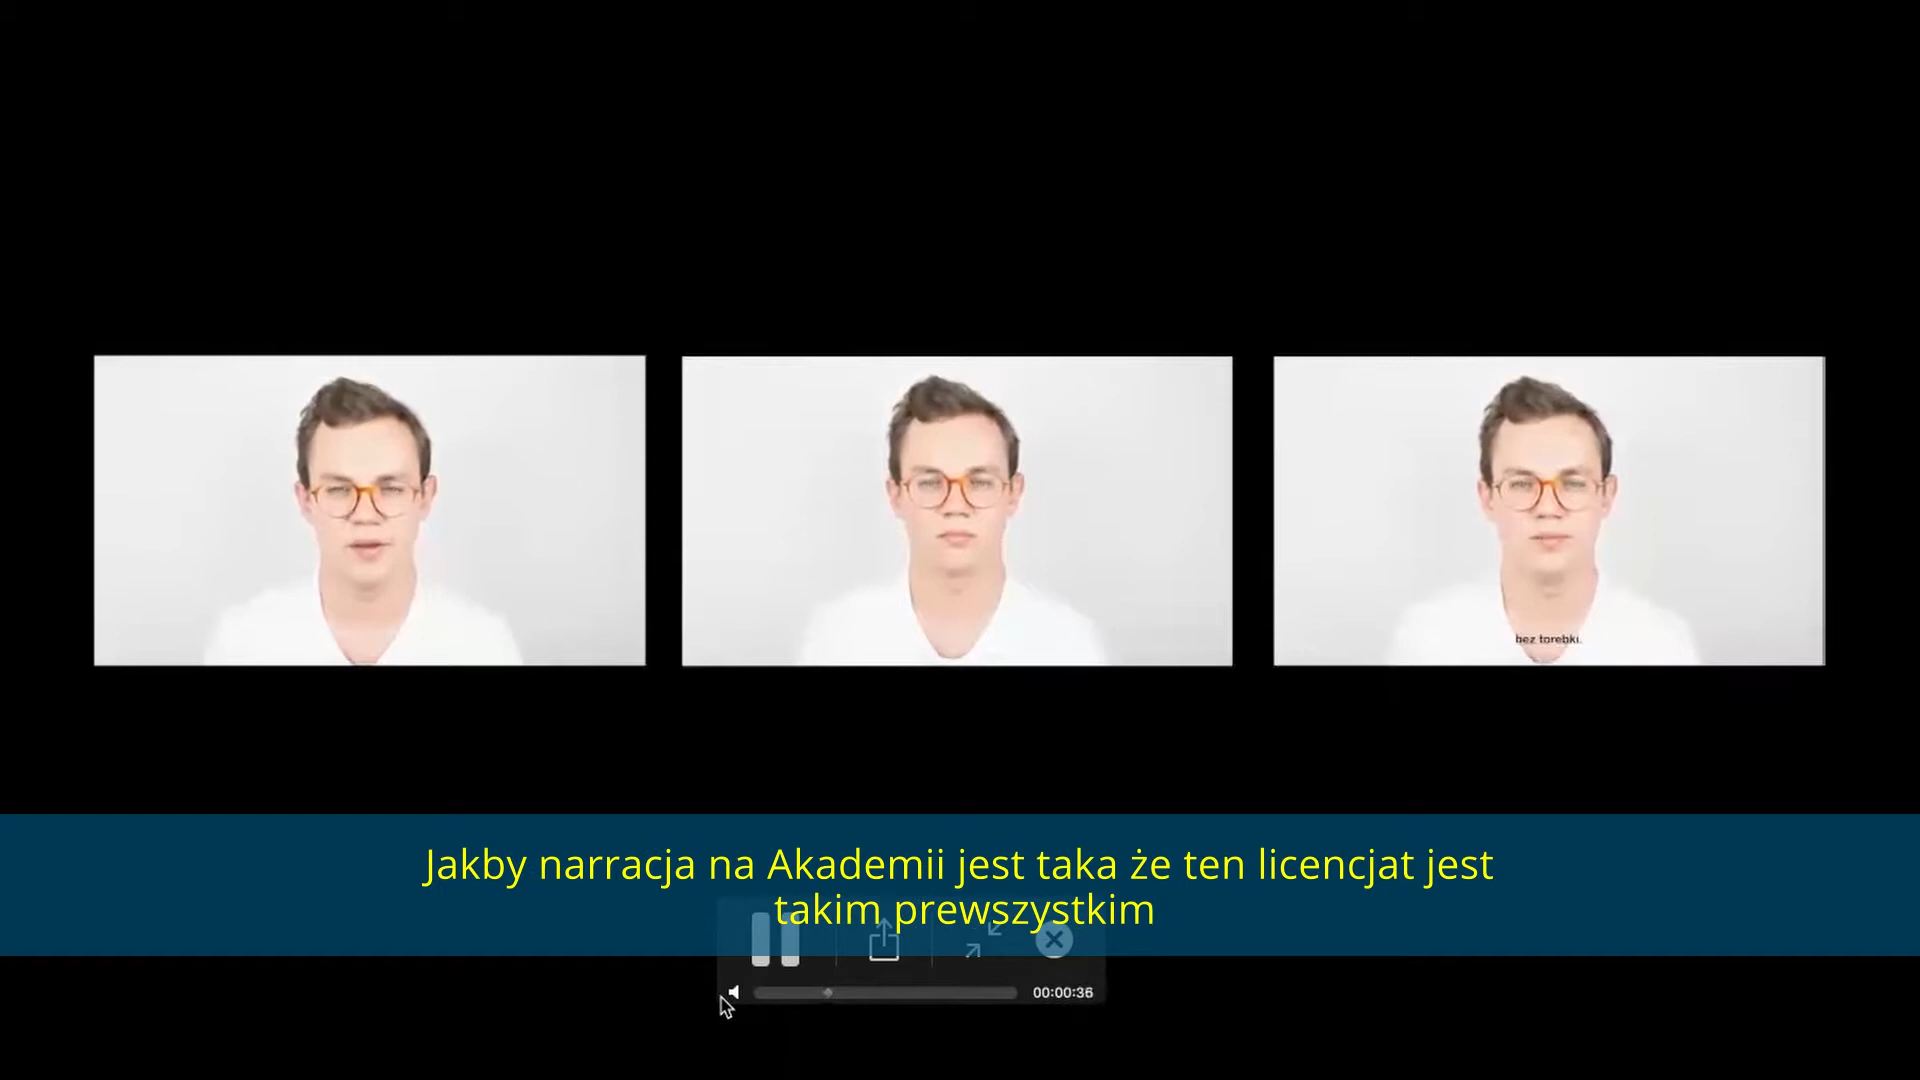 bez torebki.
Jakby narracja na Akademii jest taka że ten licencjat jest
takim prewszystkim
00:00:36